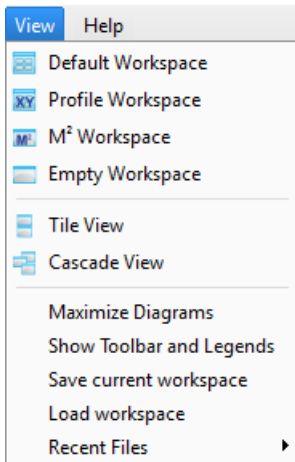 View Help
Default Workspace
XY Profile Workspace
M² M² Workspace
Empty Workspace
Tile View
Cascade View
Maximize Diagrams
Show Toolbar and Legends
Save current workspace
Load workspace
Recent Files